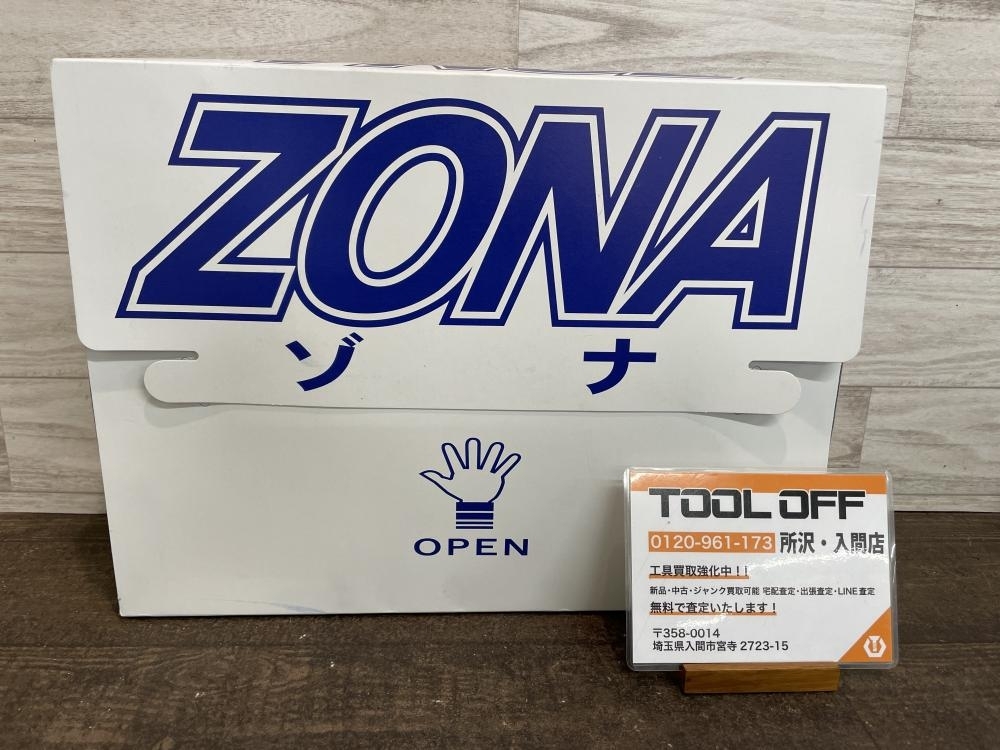 ZONA
ゾナ
OPEN
TOOL OFF
0120-961-173 所沢・入間店
工具買取強化中!!
新品・中古・ジャンク買取可能 宅配査定・出張査定・LINE査定
無料で査定いたします!
〒358-0014
埼玉県入間市宮寺 2723-15